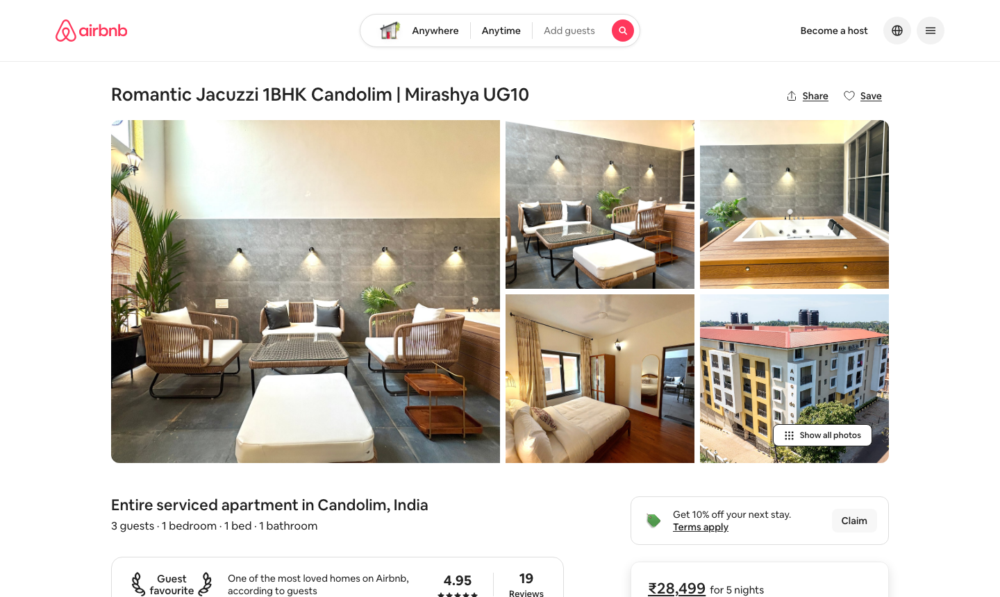 airbnb
Anywhere
Anytime
Add guests
Become a host
Romantic Jacuzzi 1BHK Candolim | Mirashya UG10
Share
Save
Show all photos
Entire serviced apartment in Candolim, India
3 guests · 1 bedroom · 1 bed · 1 bathroom
Get 10% off your next stay.
Terms apply
Claim
Guest
favourite
One of the most loved homes on Airbnb,
according to guests
4.95
19
Reviews
₹28,499 for 5 nights